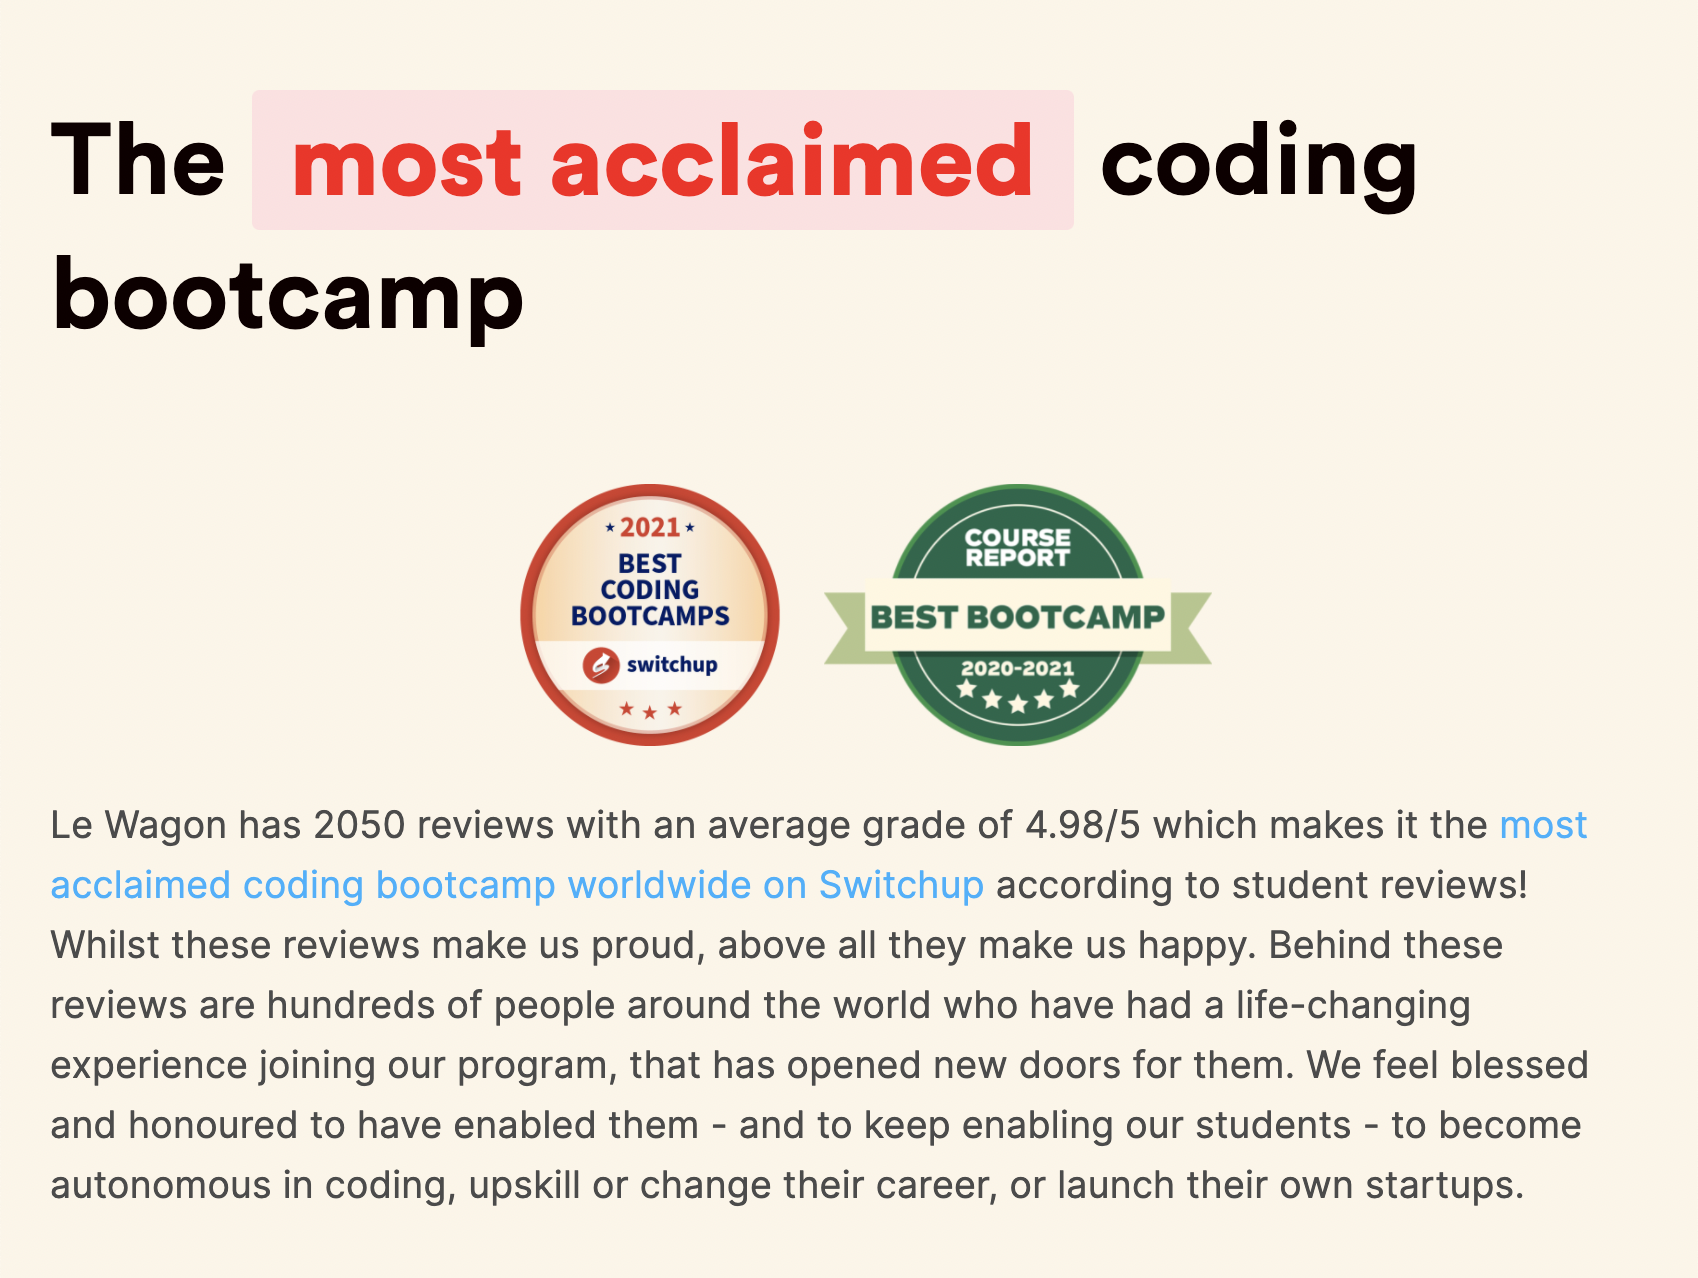 The most acclaimed coding
bootcamp
2021
BEST
CODING
BOOTCAMPS
switchup
COURSE
REPORT
BEST BOOTCAMP
2020-2021
Le Wagon has 2050 reviews with an average grade of 4.98/5 which makes it the most
acclaimed coding bootcamp worldwide on Switchup according to student reviews!
Whilst these reviews make us proud, above all they make us happy. Behind these
reviews are hundreds of people around the world who have had a life-changing
experience joining our program, that has opened new doors for them. We feel blessed
and honoured to have enabled them - and to keep enabling our students - to become
autonomous in coding, upskill or change their career, or launch their own startups.